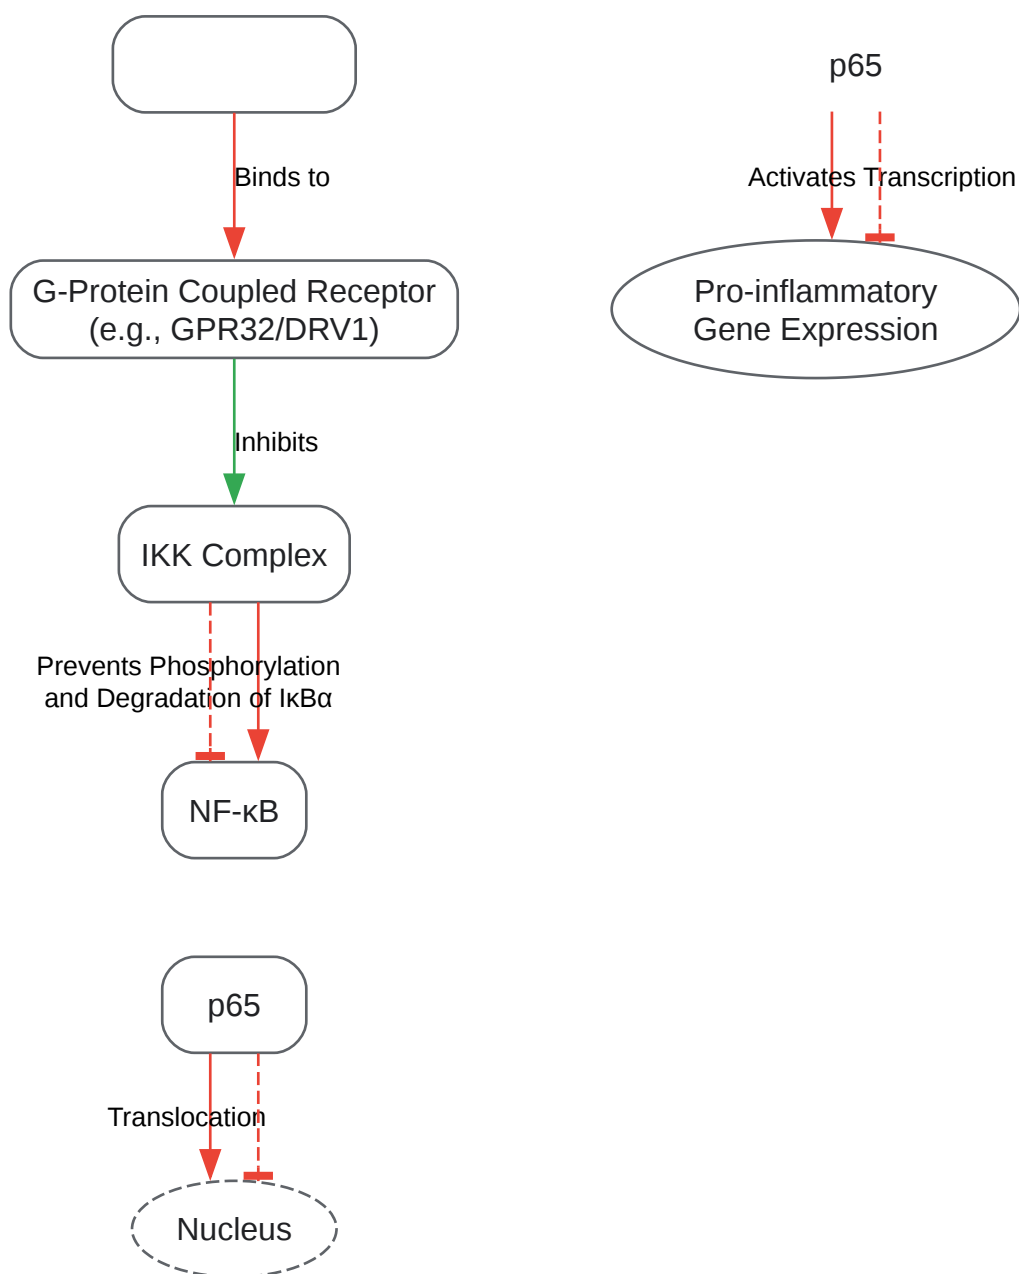 p65
Binds to
Activates Transcription
G-Protein Coupled Receptor
(e.g., GPR32/DRV1)
Pro-inflammatory
Gene Expression
Inhibits
IKK Complex
Prevents Phosphorylation
and Degradation of IκBα
NF-κB
p65
Translocation
Nucleus